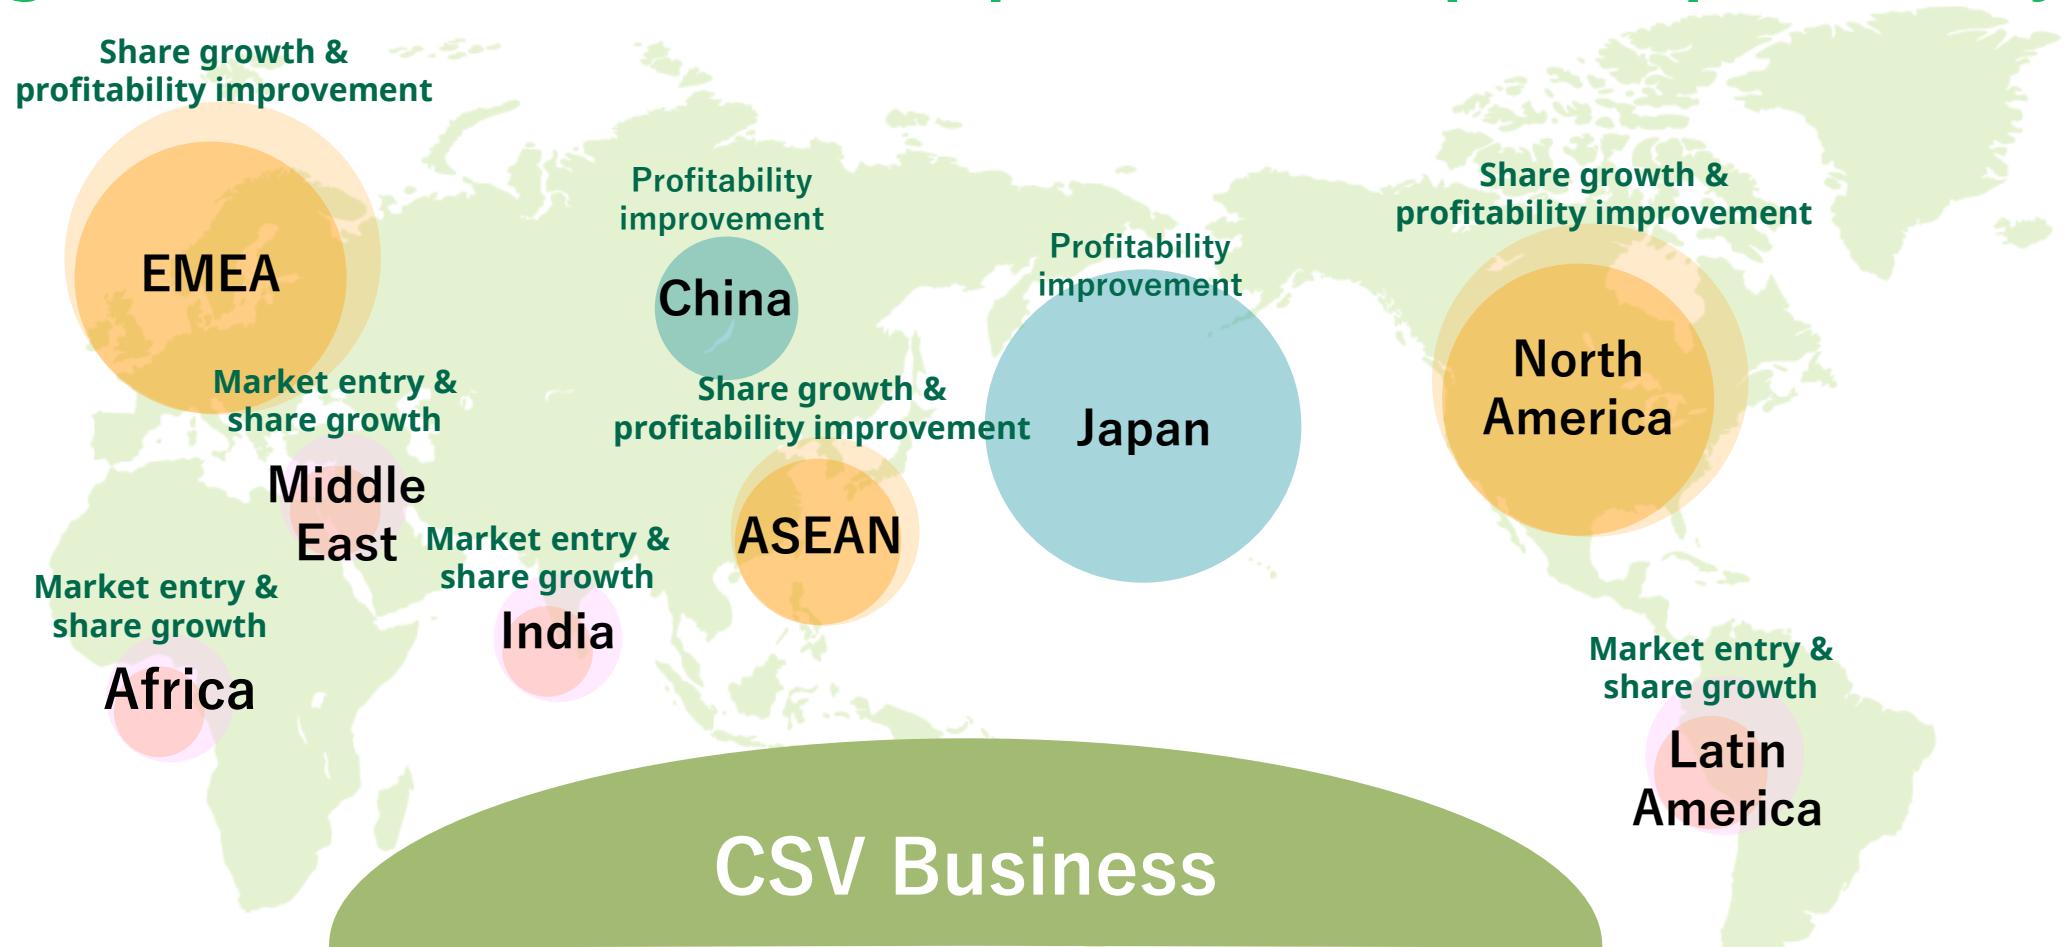 Share growth &
profitability improvement
EMEA
Profitability
improvement
China
Profitability
improvement
Japan
Share growth &
profitability improvement
North
America
Market entry &
share growth
Middle
East
Share growth &
profitability improvement
ASEAN
Market entry &
share growth
India
Market entry &
share growth
Africa
Market entry &
share growth
Latin
America
CSV Business